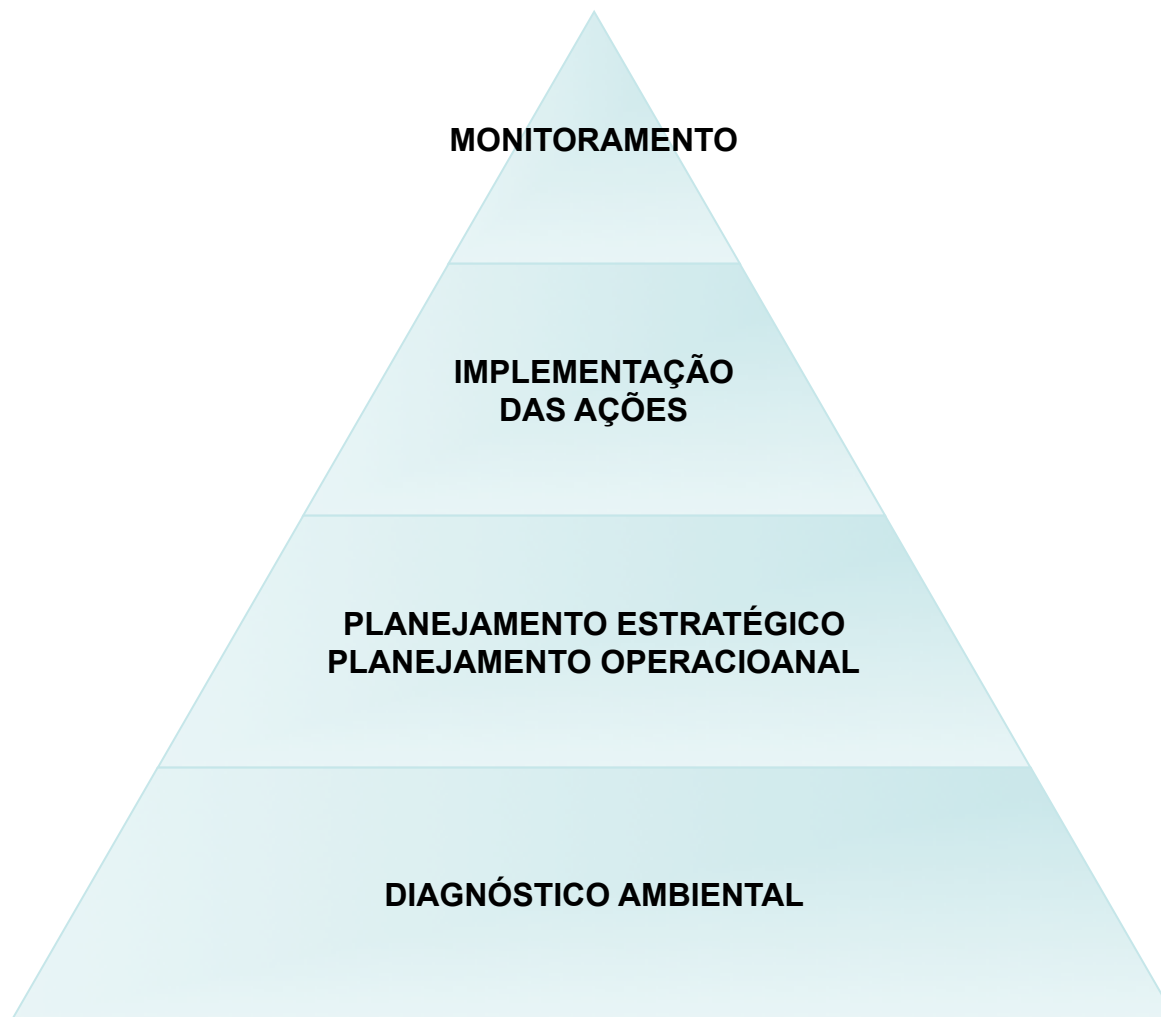 MONITORAMENTO
IMPLEMENTAÇÃO
DAS AÇÕES
PLANEJAMENTO ESTRATÉGICO
PLANEJAMENTO OPERACIOANAL
DIAGNÓSTICO AMBIENTAL